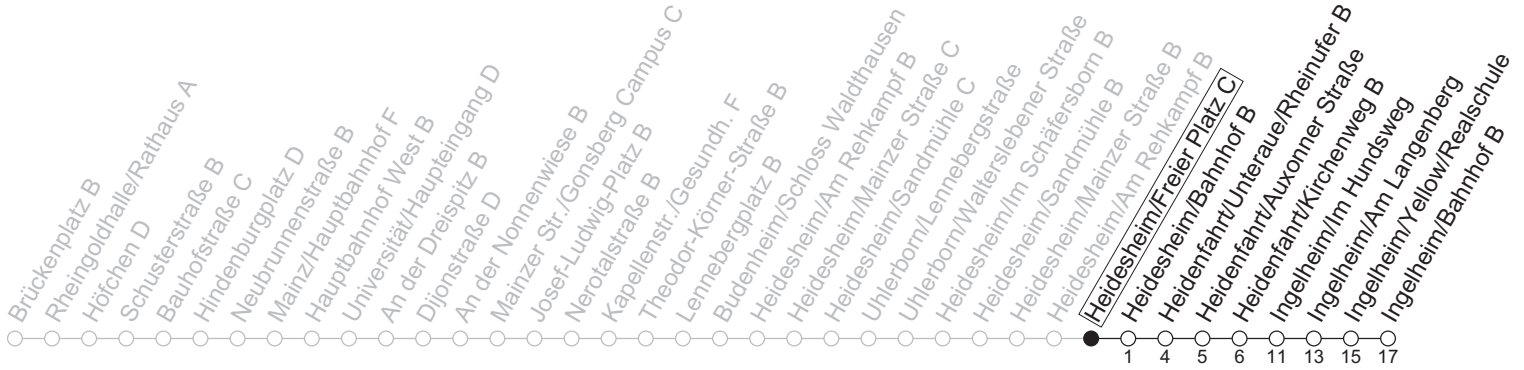 Brückenplatz B
Rheingoldhalle/Rathaus A
Höfchen D
Schusterstraße B
Bauhofstraße C
Hindenburgplatz D
Neubrunnenstraße B
Mainz/Hauptbahnhof F
Hauptbahnhof West B
Universität/Haupteingang D
An der Dreispitz B
Dijonstraße D
An der Nonnenwiese B
Mainzer Str./Gonsberg Campus C
Josef-Ludwig-Platz B
Nerotalstraße B
Kapellenstr./Gesundh. F
Theodor-Körner-Straße B
Lennebergplatz B
Budenheim/Schloss Waldthausen
Heidesheim/Am Rehkampf B
Heidesheim/Mainzer Straße C
Heidesheim/Sandmühle C
Uhlerborn/Lennebergstraße
Uhlerborn/Walterslebener Straße
Heidesheim/Im Schäfersborn B
Heidesheim/Sandmühle B
Heidesheim/Mainzer Straße B
Heidesheim/Am Rehkampf B
Heidesheim/Freier Platz C
Heidesheim/Bahnhof B
Heidenfahrt/Unteraue/Rheinufer B
Heidenfahrt/Auxonner Straße
Heidenfahrt/Kirchenweg B
Ingelheim/Im Hundsweg
Ingelheim/Am Langenberg
Ingelheim/Yellow/Realschule
Ingelheim/Bahnhof B
1 4 5 6 11 13 15 17